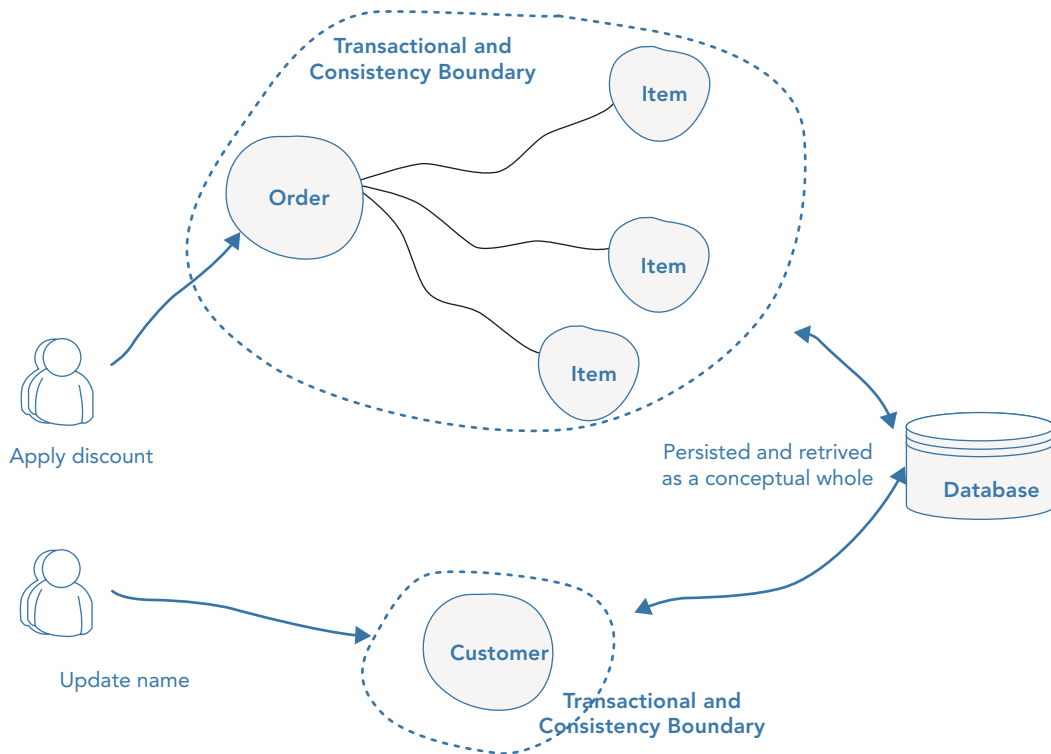 Transactional and
Consistency Boundary
Item
Order
Item
Item
Apply discount
Persisted and retrived
as a conceptual whole
Database
Customer
Update name
Transactional and
Consistency Boundary